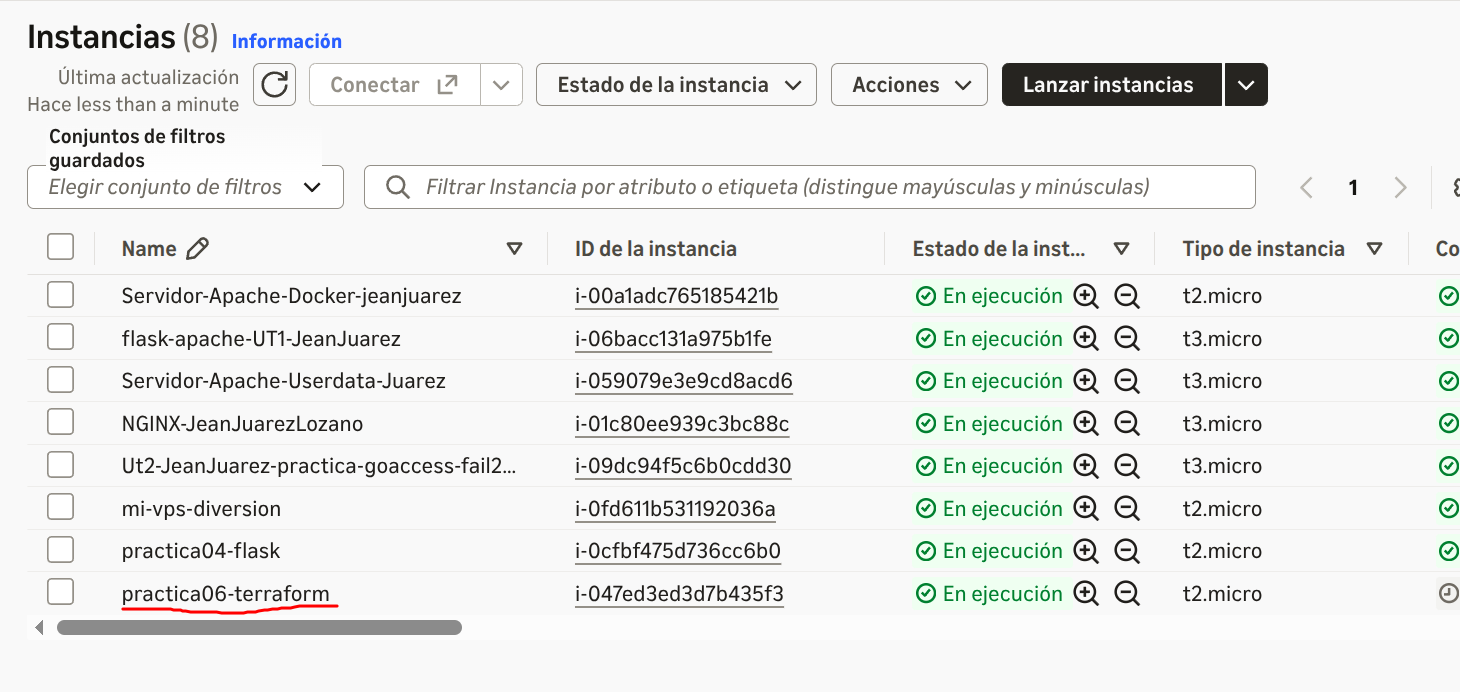 Instancias (8) Información
Última actualización
Hace less than a minute
Conectar
Estado de la instancia
Acciones
Lanzar instancias
Conjuntos de filtros
guardados
Elegir conjunto de filtros
Filtrar Instancia por atributo o etiqueta (distingue mayúsculas y minúsculas)
1
Name ID de la instancia Estado de la inst... Tipo de instancia Co
Servidor-Apache-Docker-jeanjuarez i-00a1adc765185421b En ejecución t2.micro
flask-apache-UT1-JeanJuarez i-06bacc131a975b1fe En ejecución t3.micro
Servidor-Apache-Userdata-Juarez i-059079e3e9cd8acd6 En ejecución t3.micro
NGINX-JeanJuarezLozano i-01c80ee939c3bc88c En ejecución t3.micro
Ut2-JeanJuarez-practica-goaccess-fail2... i-09dc94f5c6b0cdd30 En ejecución t3.micro
mi-vps-diversion i-0fd611b531192036a En ejecución t2.micro
practica04-flask i-0cfbf475d736cc6b0 En ejecución t2.micro
practica06-terraform i-047ed3ed3d7b435f3 En ejecución t2.micro